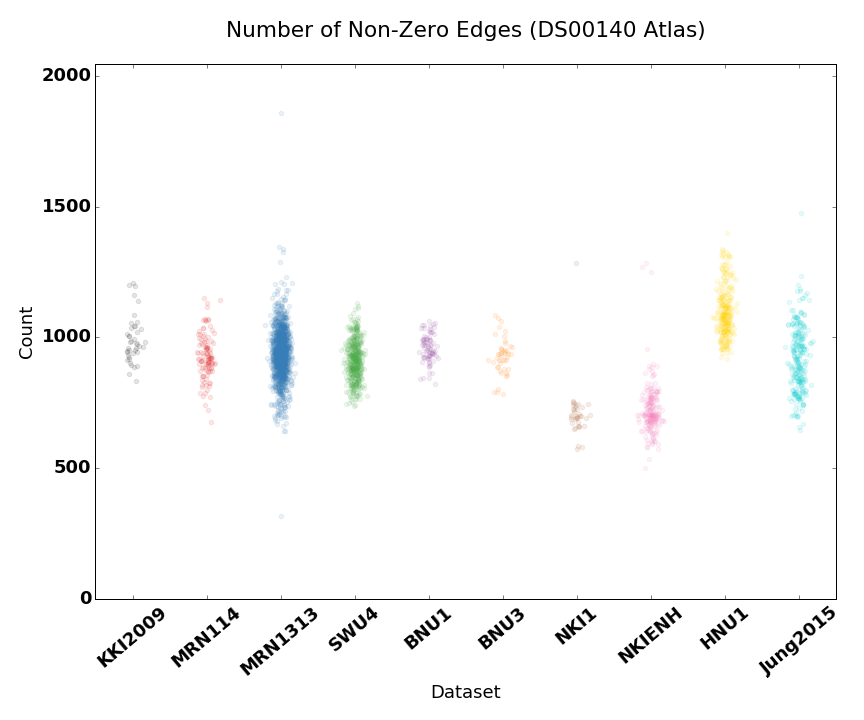 Number of Non-Zero Edges (DS00140 Atlas)
2000
1500
1000
500
0
Count
KKI2009
MRN114
MRN1313
SWU4
BNU1
BNU3
NKI1
NKIENH
HNU1
Jung2015
Dataset